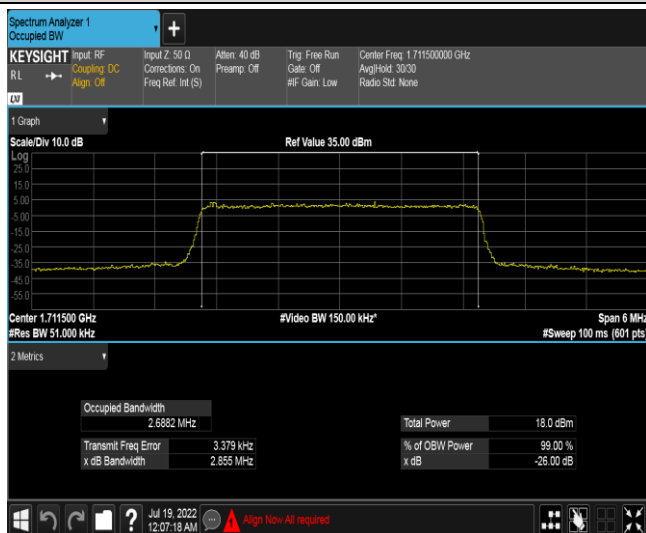 Spectrum Analyzer 1
Occupied BW
KEYSIGHT Input: RF Input Z: 50 Ω Atten: 40 dB Trig: Free Run Center Freq: 1.711500000 GHz
RL Coupling: DC Corrections: On Preamp: Off Gate: Off Avg|Hold: 30/30
Align: Off Freq Ref: Int (S) #IF Gain: Low Radio Std: None
LXI
1 Graph
Scale/Div 10.0 dB Ref Value 35.00 dBm
Log
25.0
15.0
5.00
-5.00
-15.0
-25.0
-35.0
-45.0
-55.0
Center 1.711500 GHz #Video BW 150.00 kHz* Span 6 MHz
#Res BW 51.000 kHz #Sweep 100 ms (601 pts)
2 Metrics
Occupied Bandwidth
2.6882 MHz Total Power 18.0 dBm
Transmit Freq Error 3.379 kHz % of OBW Power 99.00 %
x dB Bandwidth 2.855 MHz x dB -26.00 dB
? Jul 19, 2022
12:07:18 AM Align Now All required